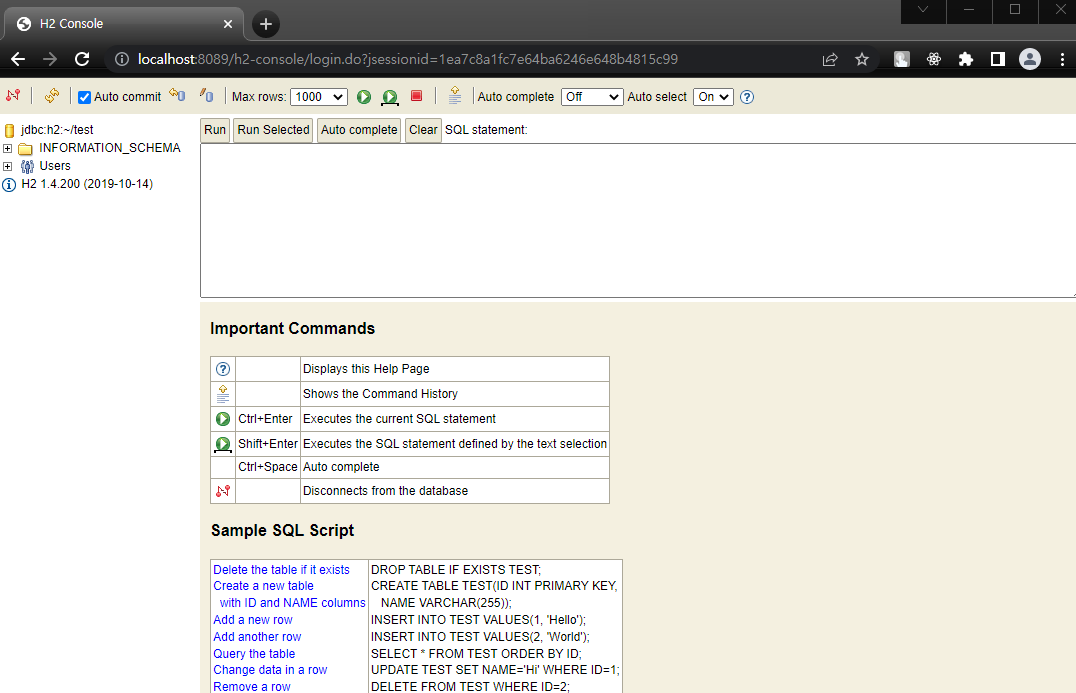 H2 Console
localhost:8089/h2-console/login.do?jsessionid=1ea7c8a1fc7e64ba6246e648b4815c99
Auto commit Max rows: 1000 Auto complete Off Auto select On
jdbc:h2:~/test
INFORMATION_SCHEMA
Users
H2 1.4.200 (2019-10-14)
Run Run Selected Auto complete Clear SQL statement:
Important Commands
Displays this Help Page
Shows the Command History
Ctrl+Enter Executes the current SQL statement
Shift+Enter Executes the SQL statement defined by the text selection
Ctrl+Space Auto complete
Disconnects from the database
Sample SQL Script
Delete the table if it exists DROP TABLE IF EXISTS TEST;
Create a new table CREATE TABLE TEST(ID INT PRIMARY KEY,
with ID and NAME columns NAME VARCHAR(255));
Add a new row INSERT INTO TEST VALUES(1, 'Hello');
Add another row INSERT INTO TEST VALUES(2, 'World');
Query the table SELECT * FROM TEST ORDER BY ID;
Change data in a row UPDATE TEST SET NAME='Hi' WHERE ID=1;
Remove a row DELETE FROM TEST WHERE ID=2;